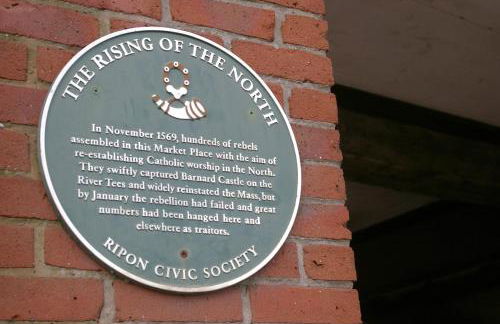 THE RISING OF THE NORTH
In November 1569, hundreds of rebels
assembled in this Market Place with the aim of
re-establishing Catholic worship in the North.
They swiftly captured Barnard Castle on the
River Tees and widely reinstated the Mass, but
by January the rebellion had failed and great
numbers had been hanged here and
elsewhere as traitors.
RIPON CIVIC SOCIETY